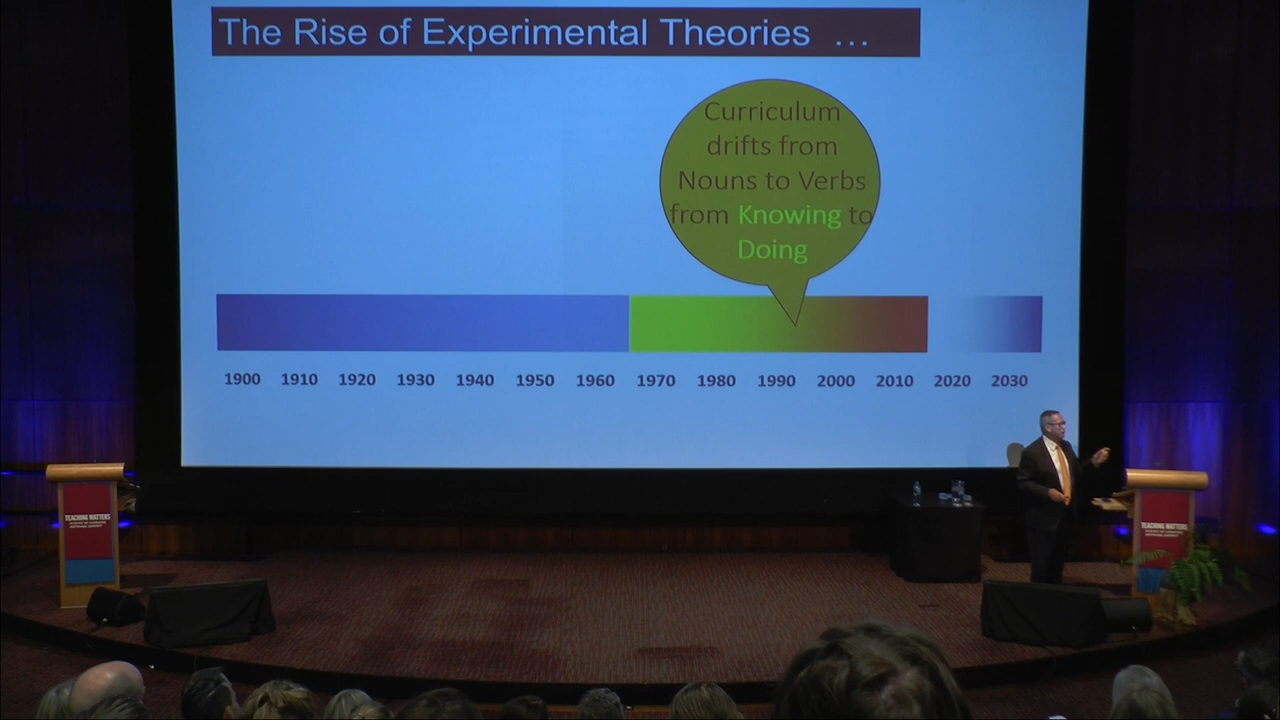 The Rise of Experimental Theories ...
Curriculum
drifts from
Nouns to Verbs
from Knowing to
Doing
1900 1910 1920 1930 1940 1950 1960 1970 1980 1990 2000 2010 2020 2030
TEACHING MATTERS
TEACHING MATTERS